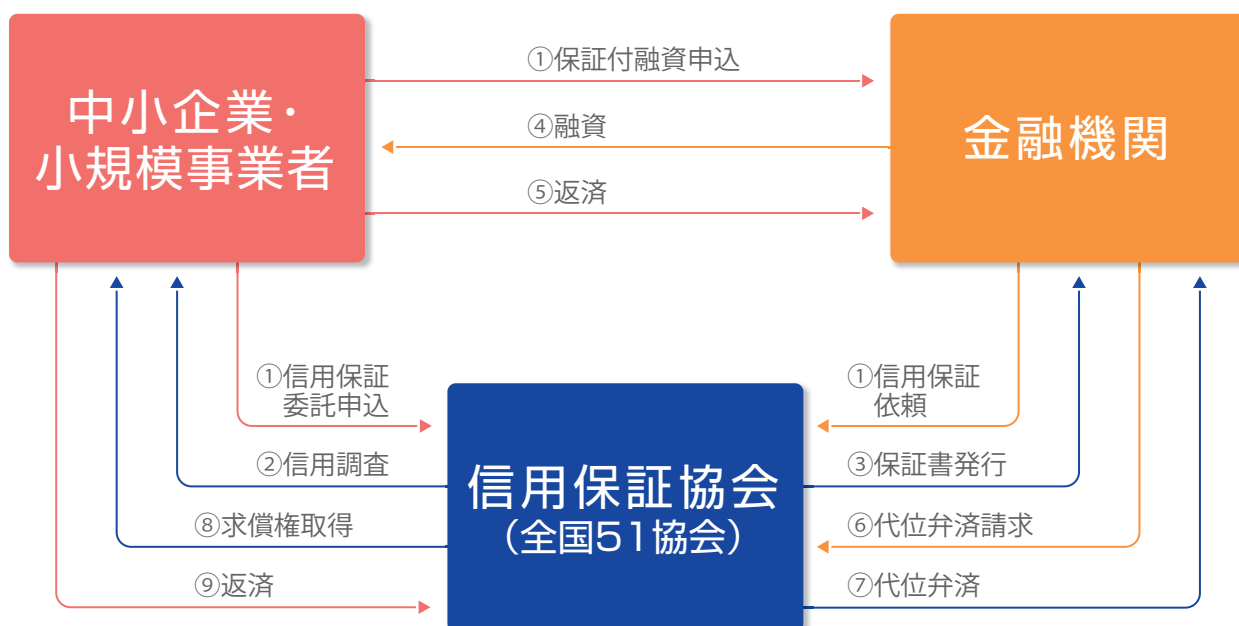 ①保証付融資申込
中小企業・
小規模事業者
④融資
金融機関
⑤返済
①信用保証
委託申込
①信用保証
依頼
②信用調査
③保証書発行
信用保証協会
(全国51協会)
⑧求償権取得
⑥代位弁済請求
⑨返済
⑦代位弁済